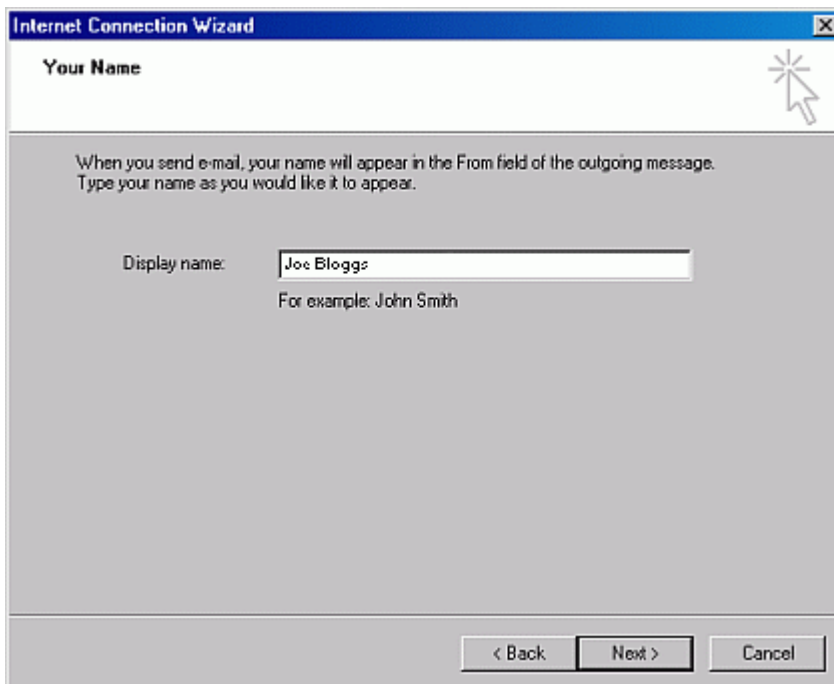 Internet Connection Wizard
Your Name
When you send e-mail, your name will appear in the From field of the outgoing message.
Type your name as you would like it to appear.
Display name: Joe Bloggs
For example: John Smith
< Back Next > Cancel